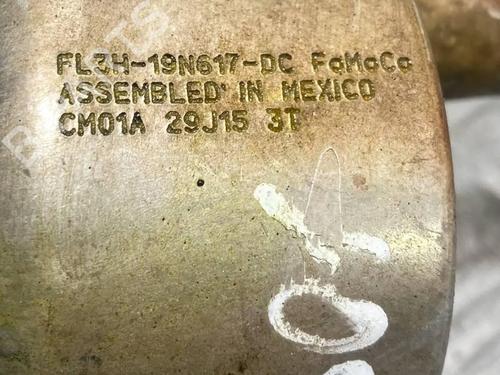 FL3H-19N617-DC FoMoCo
ASSEMBLED IN MEXICO
CM01A 29J15 3T